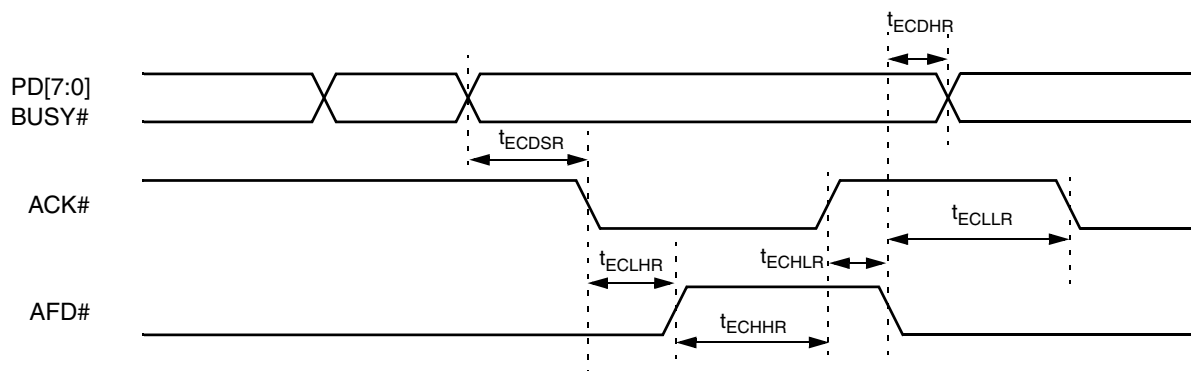 tECDHR
PD[7:0]
BUSY#
tECDSR
ACK#
tECLLR
tECHLR
tECLHR
AFD#
tECHHR